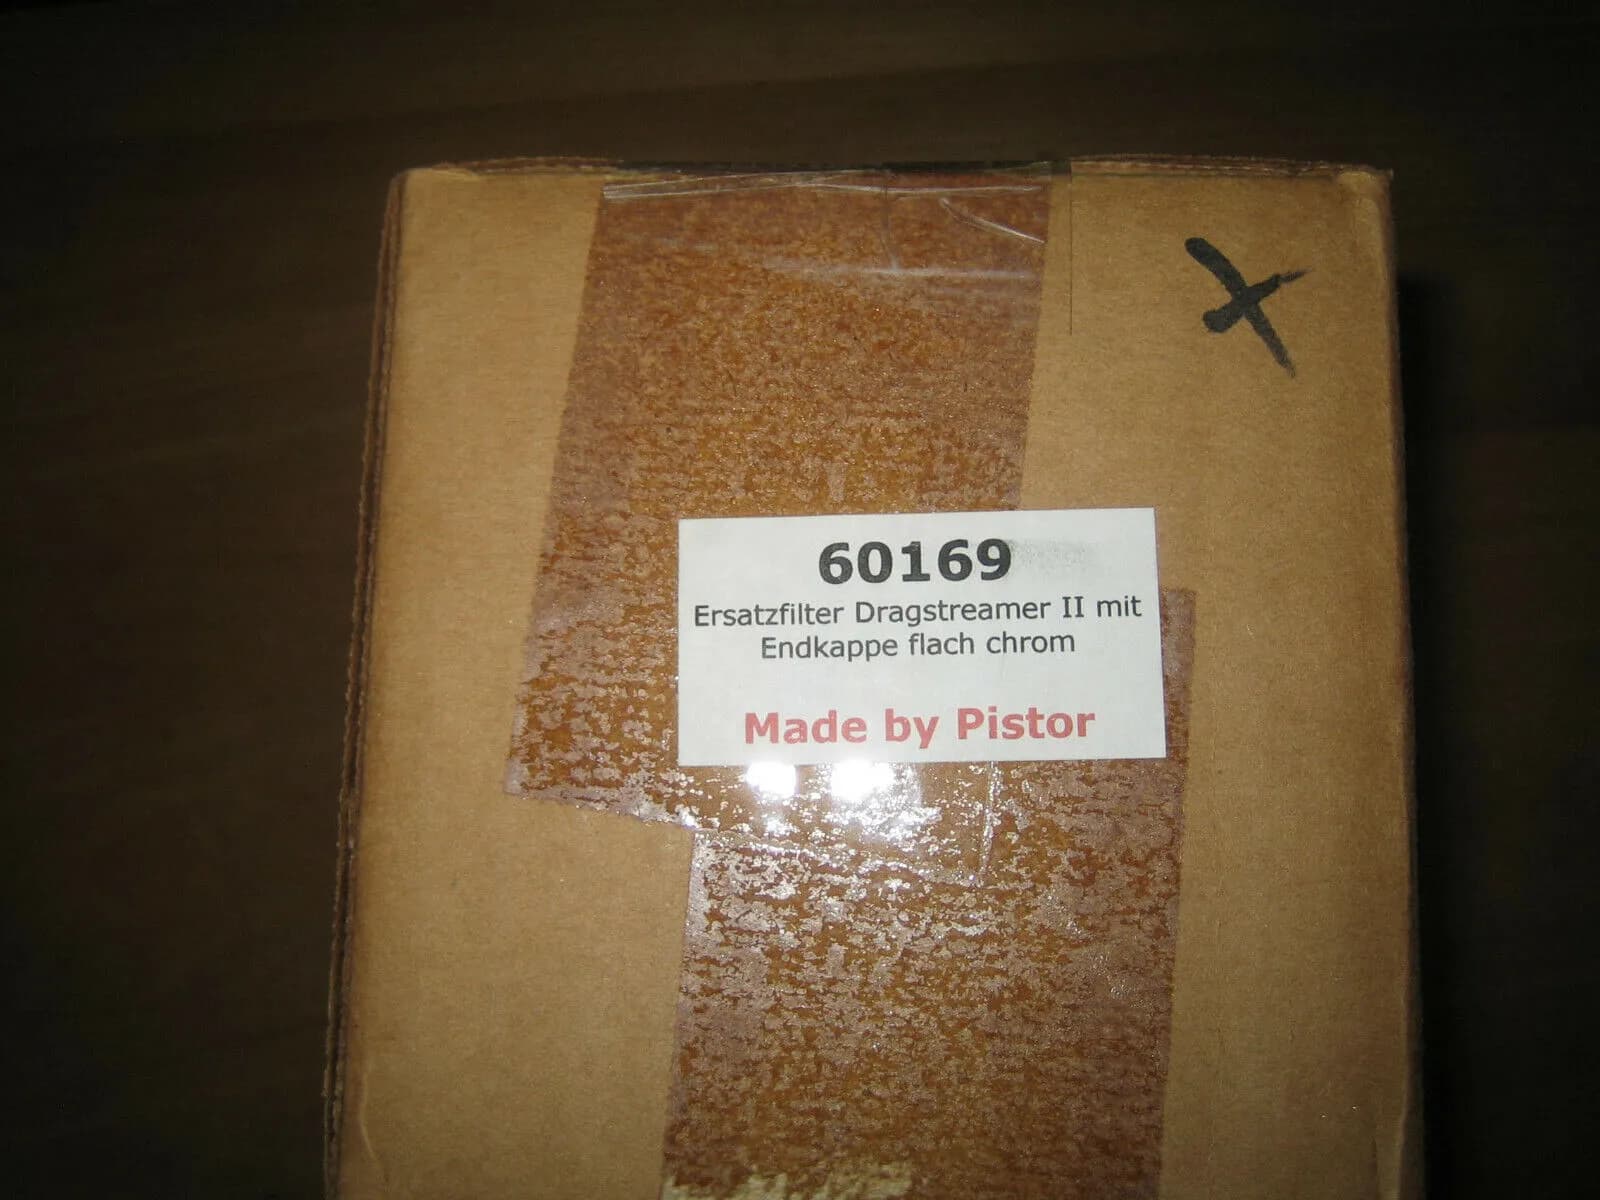 60169
Ersatzfilter Dragstreamer II mit
Endkappe flach chrom
Made by Pistor